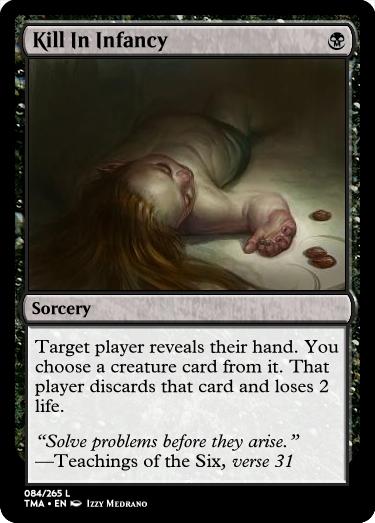 Kill In Infancy
Sorcery
Target player reveals their hand. You
choose a creature card from it. That
player discards that card and loses 2
life.
“Solve problems before they arise.”
—Teachings of the Six, verse 31
084/265 L
TMA • EN Izzy Medrano